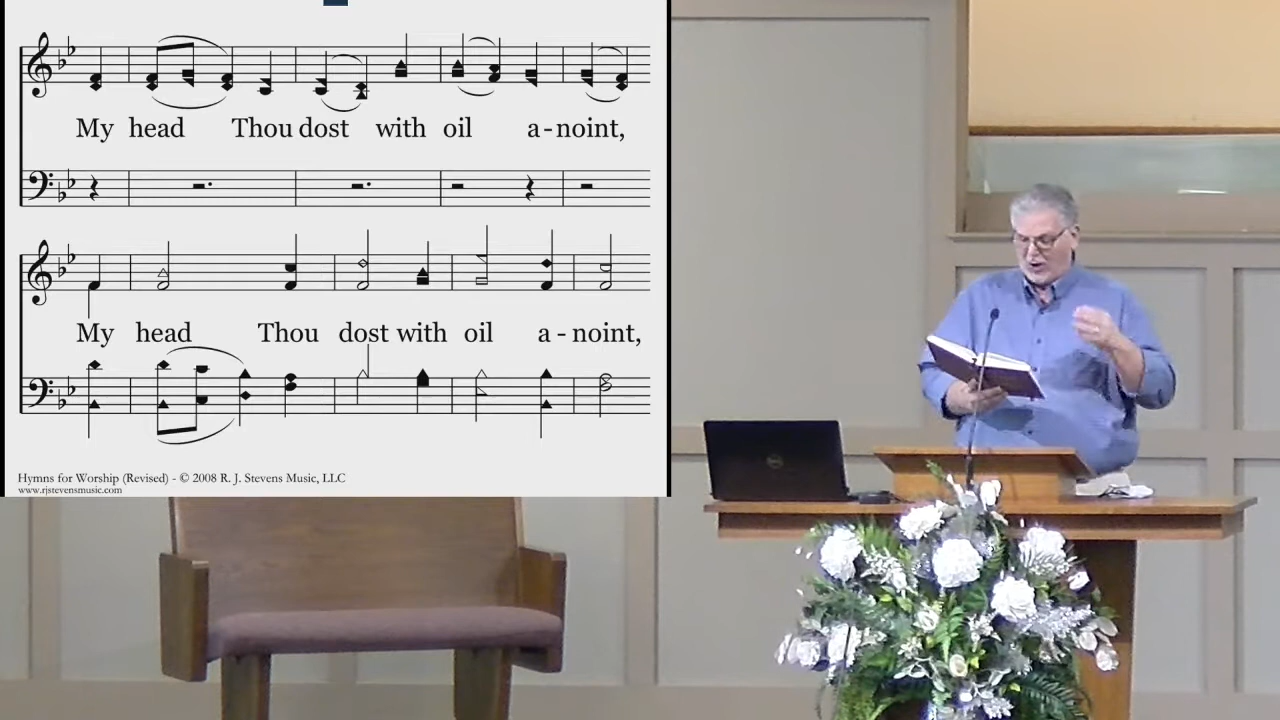 My head Thou dost with oil a-noint,
My head Thou dost with oil a-noint,
Hymns for Worship (Revised) - © 2008 R. J. Stevens Music, LLC
www.rjstevensmusic.com
DELL